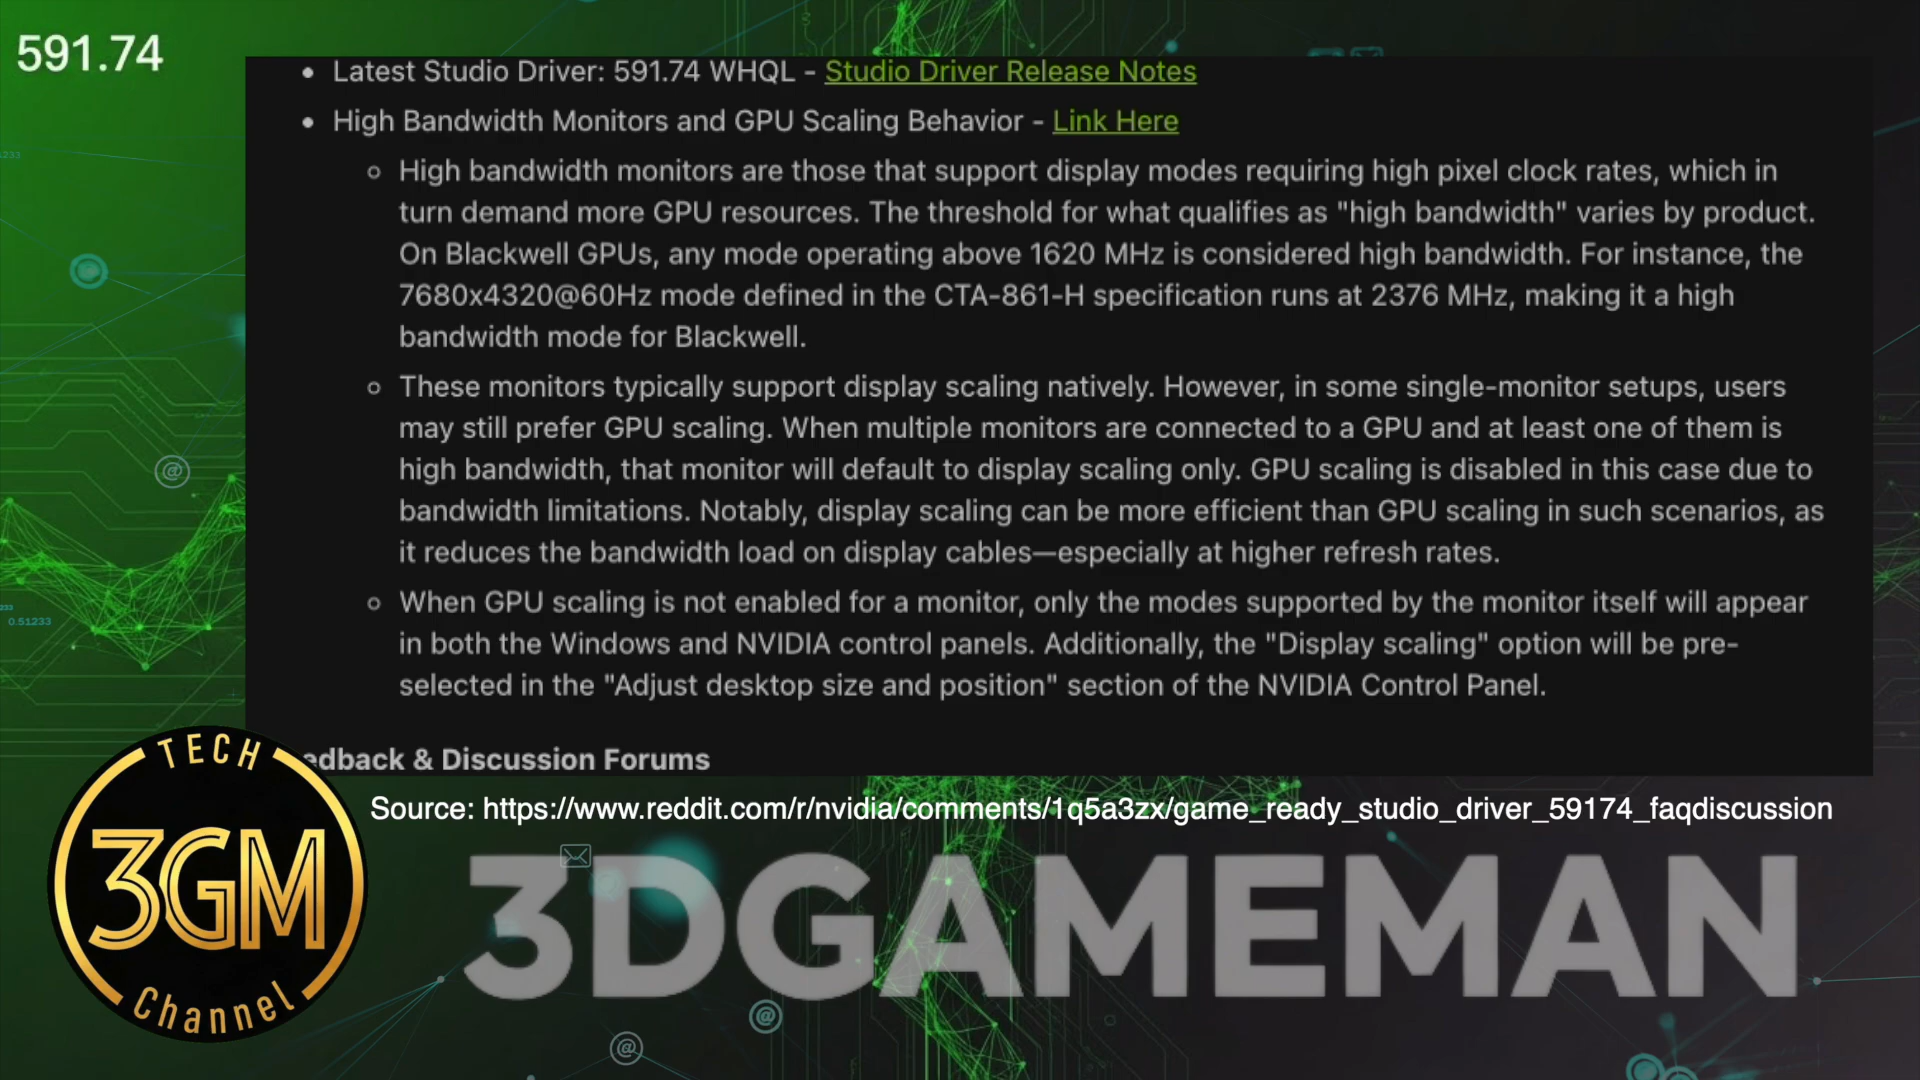 591.74
• Latest Studio Driver: 591.74 WHQL - Studio Driver Release Notes
• High Bandwidth Monitors and GPU Scaling Behavior - Link Here
○ High bandwidth monitors are those that support display modes requiring high pixel clock rates, which in
turn demand more GPU resources. The threshold for what qualifies as "high bandwidth" varies by product.
On Blackwell GPUs, any mode operating above 1620 MHz is considered high bandwidth. For instance, the
7680x4320@60Hz mode defined in the CTA-861-H specification runs at 2376 MHz, making it a high
bandwidth mode for Blackwell.
○ These monitors typically support display scaling natively. However, in some single-monitor setups, users
may still prefer GPU scaling. When multiple monitors are connected to a GPU and at least one of them is
high bandwidth, that monitor will default to display scaling only. GPU scaling is disabled in this case due to
bandwidth limitations. Notably, display scaling can be more efficient than GPU scaling in such scenarios, as
it reduces the bandwidth load on display cables—especially at higher refresh rates.
○ When GPU scaling is not enabled for a monitor, only the modes supported by the monitor itself will appear
in both the Windows and NVIDIA control panels. Additionally, the "Display scaling" option will be pre-
selected in the "Adjust desktop size and position" section of the NVIDIA Control Panel.
edback & Discussion Forums
Source: https://www.reddit.com/r/nvidia/comments/1q5a3zx/game_ready_studio_driver_59174_faqdiscussion
TECH
3GM
Channel
3DGAMEMAN
0.51233